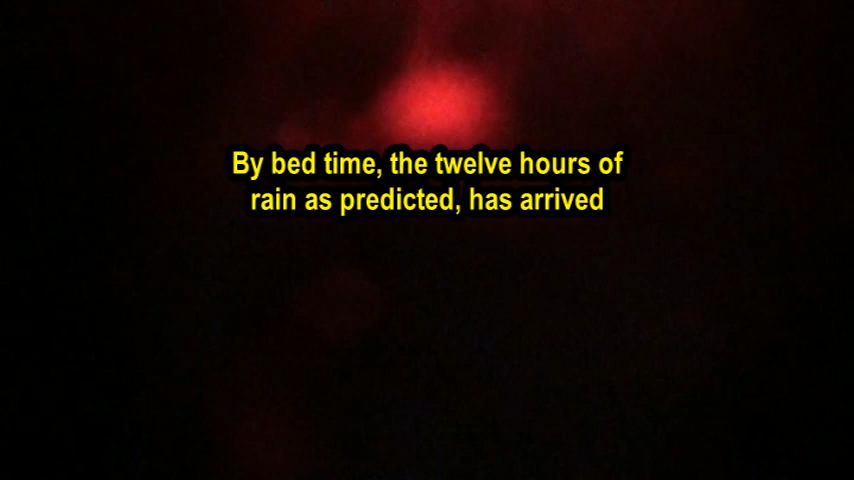 By bed time, the twelve hours of
rain as predicted, has arrived